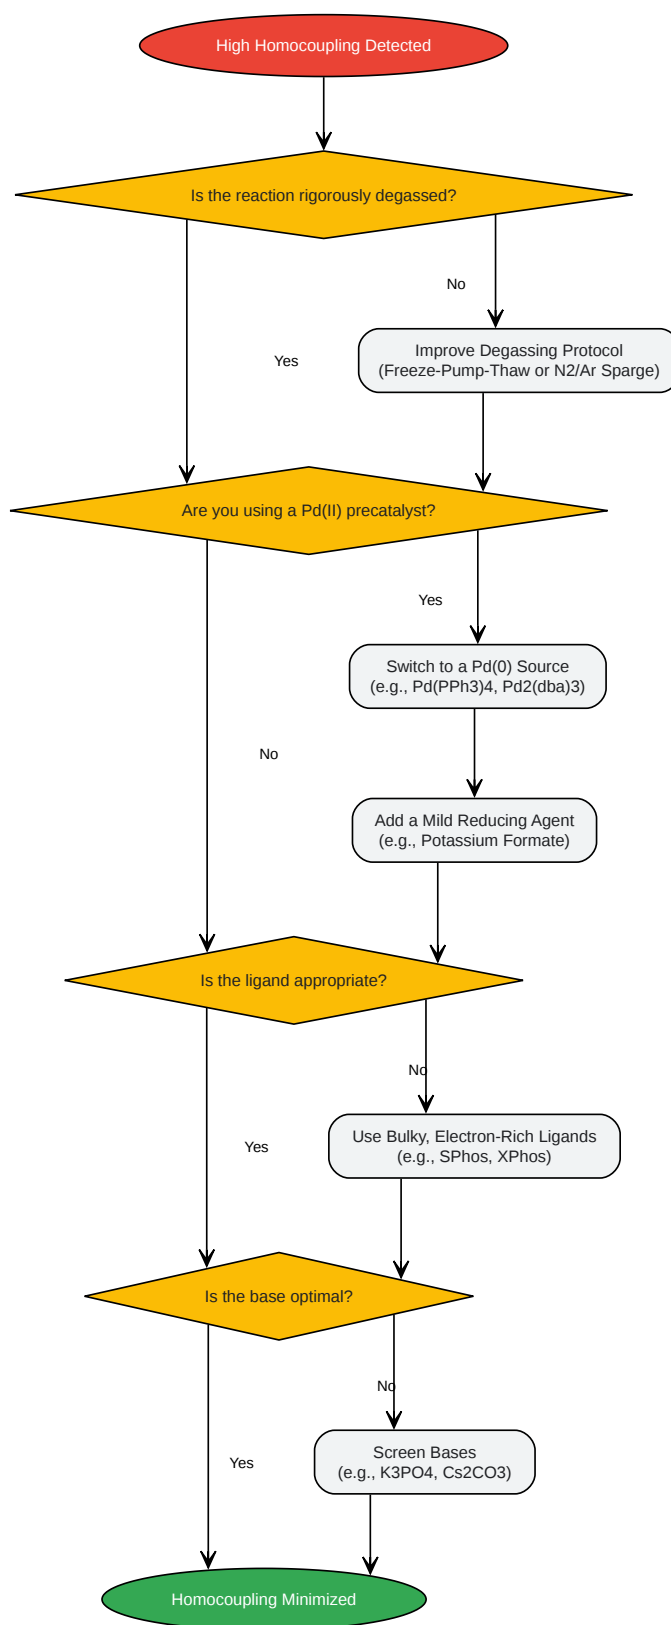 High Homocoupling Detected
Is the reaction rigorously degassed?
No
Improve Degassing Protocol
(Freeze-Pump-Thaw or N2/Ar Sparge)
Yes
Are you using a Pd(II) precatalyst?
Yes
Switch to a Pd(0) Source
(e.g., Pd(PPh3)4, Pd2(dba)3)
No
Add a Mild Reducing Agent
(e.g., Potassium Formate)
Is the ligand appropriate?
No
Use Bulky, Electron-Rich Ligands
(e.g., SPhos, XPhos)
Yes
Is the base optimal?
No
Screen Bases
(e.g., K3PO4, Cs2CO3)
Yes
Homocoupling Minimized